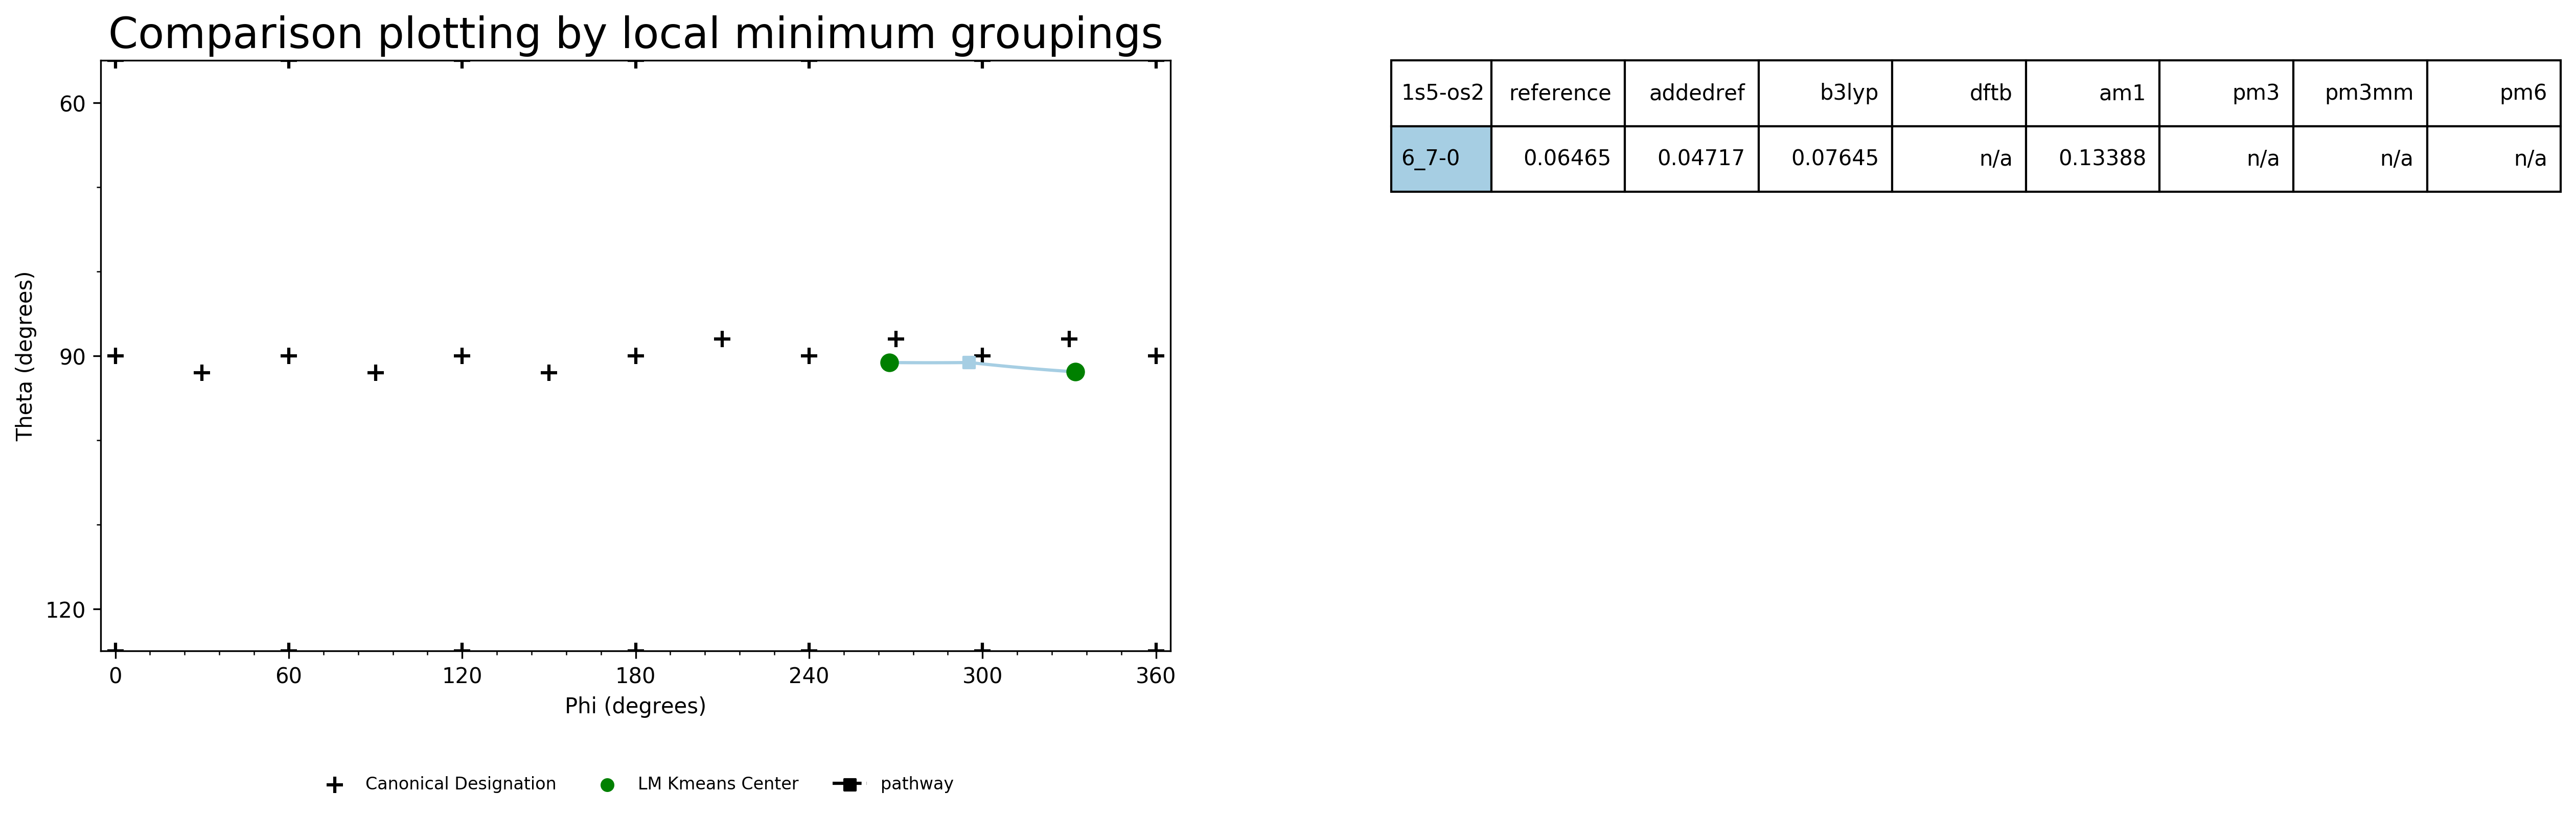 Comparison plotting by local minimum groupings
60
90
120
Theta (degrees)
0 60 120 180 240 300 360
Phi (degrees)
Canonical Designation LM Kmeans Center pathway
1s5-os2 reference addedref b3lyp dftb am1 pm3 pm3mm pm6
6_7-0 0.06465 0.04717 0.07645 n/a 0.13388 n/a n/a n/a